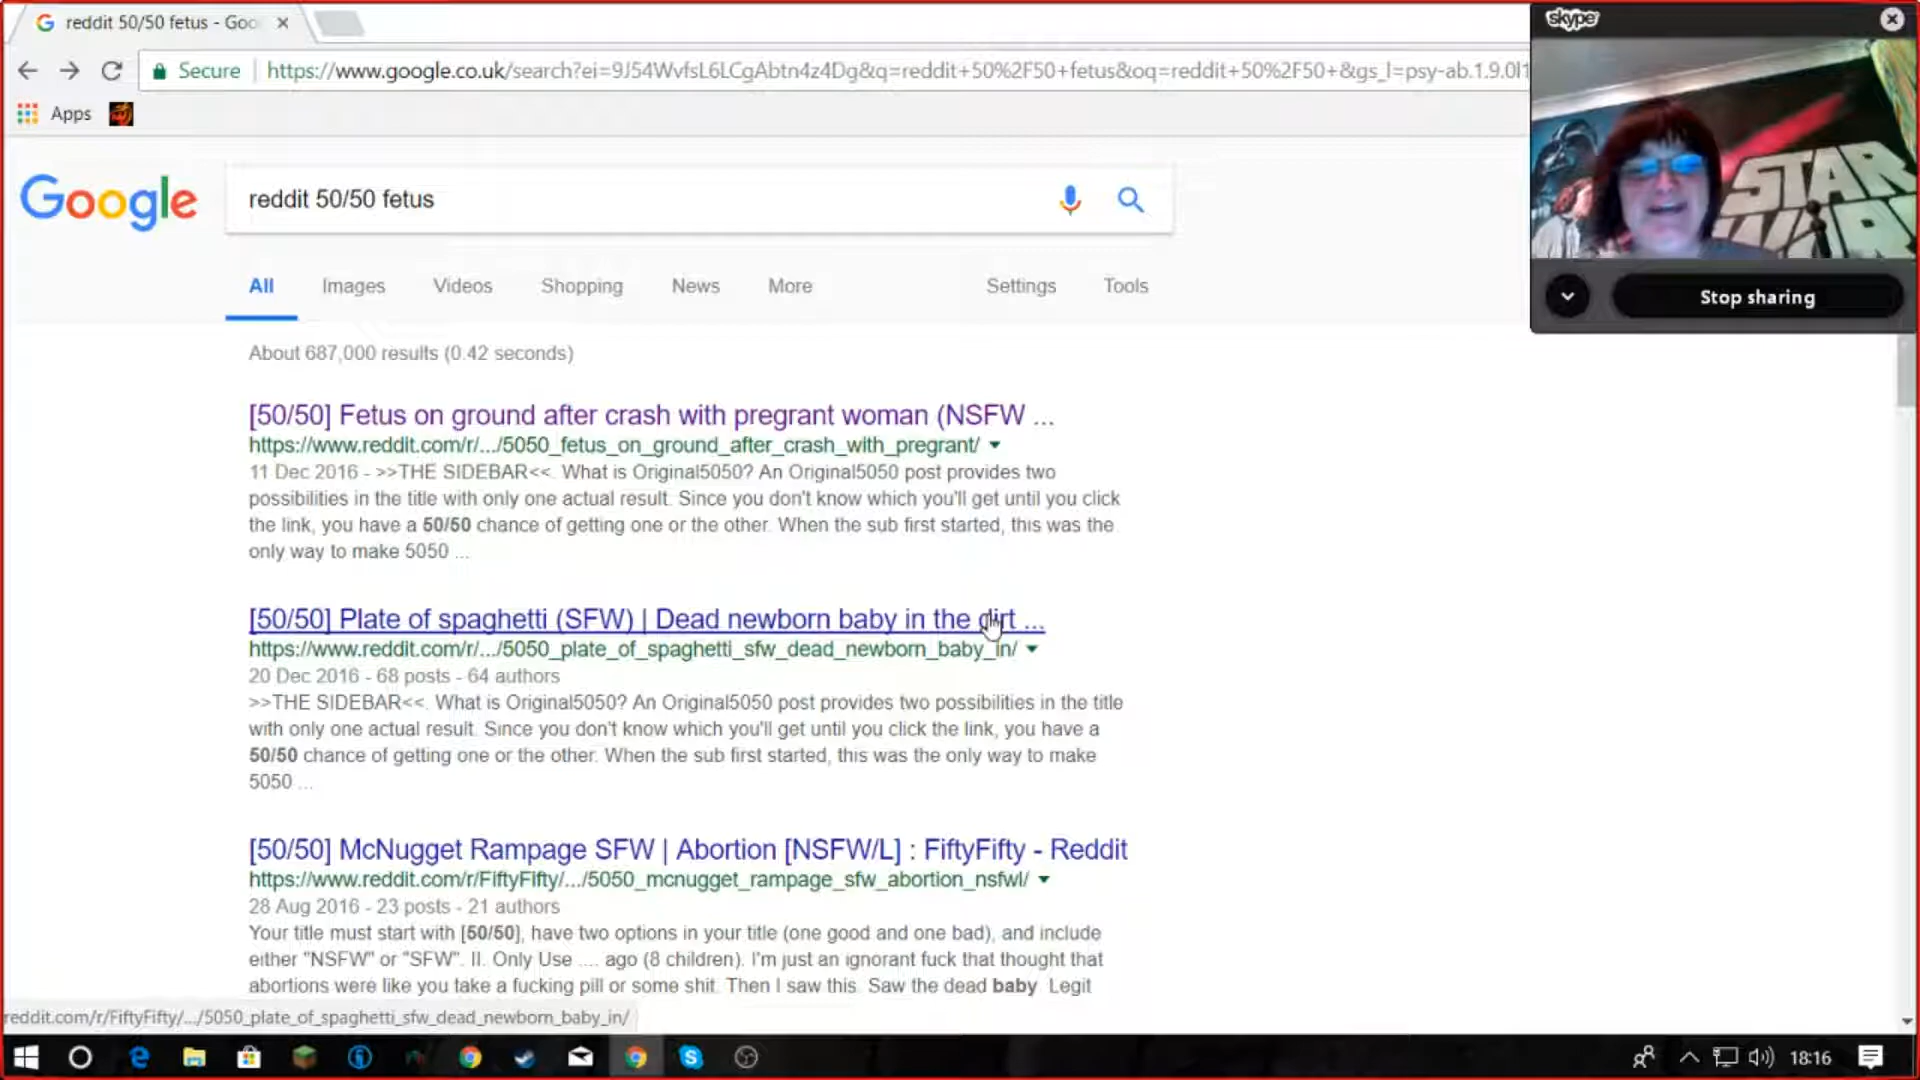 reddit 50/50 fetus - Goo
skype
Secure
https://www.google.co.uk/search?ei=9J54WvfsL6LCgAbtn4z4Dg&q=reddit+50%2F50+fetus&oq=reddit+50%2F50+&gs_l=psy-ab.1.9.0l1
Apps
STAR
WARS
Google
reddit 50/50 fetus
All Images Videos Shopping News More Settings Tools
Stop sharing
About 687,000 results (0.42 seconds)
[50/50] Fetus on ground after crash with pregrant woman (NSFW ...
https://www.reddit.com/r/.../5050_fetus_on_ground_after_crash_with_pregrant/
11 Dec 2016 - >>THE SIDEBAR<<. What is Original5050? An Original5050 post provides two
possibilities in the title with only one actual result. Since you don't know which you'll get until you click
the link, you have a 50/50 chance of getting one or the other. When the sub first started, this was the
only way to make 5050 ...
[50/50] Plate of spaghetti (SFW) | Dead newborn baby in the dirt ...
https://www.reddit.com/r/.../5050_plate_of_spaghetti_sfw_dead_newborn_baby_in/
20 Dec 2016 - 68 posts - 64 authors
>>THE SIDEBAR<<. What is Original5050? An Original5050 post provides two possibilities in the title
with only one actual result. Since you don't know which you'll get until you click the link, you have a
50/50 chance of getting one or the other. When the sub first started, this was the only way to make
5050 ...
[50/50] McNugget Rampage SFW | Abortion [NSFW/L] : FiftyFifty - Reddit
https://www.reddit.com/r/FiftyFifty/.../5050_mcnugget_rampage_sfw_abortion_nsfwl/
28 Aug 2016 - 23 posts - 21 authors
Your title must start with [50/50], have two options in your title (one good and one bad), and include
either "NSFW" or "SFW". II. Only Use .... ago (8 children). I'm just an ignorant fuck that thought that
abortions were like you take a fucking pill or some shit. Then I saw this. Saw the dead baby. Legit
reddit.com/r/FiftyFifty/.../5050_plate_of_spaghetti_sfw_dead_newborn_baby_in/
18:16